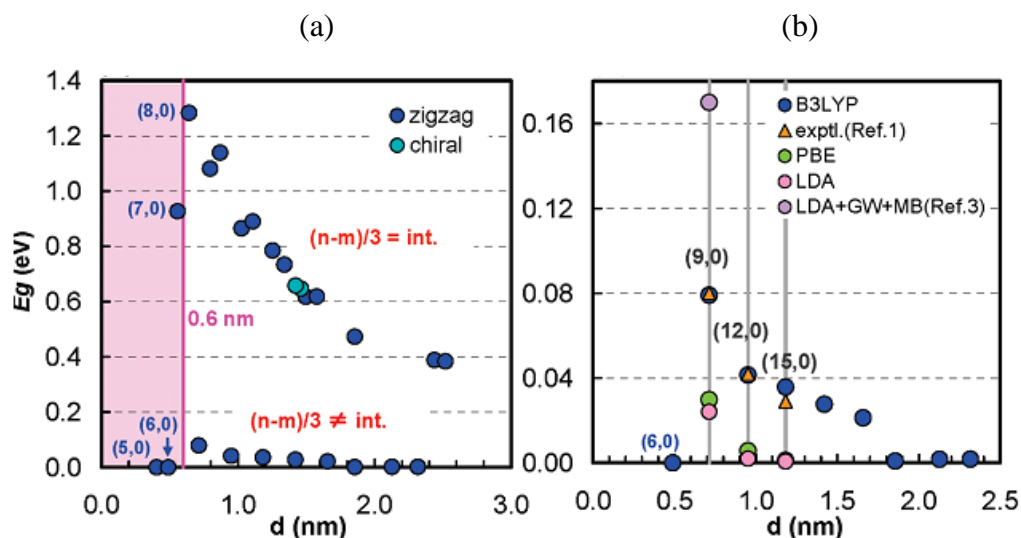 (a)
1.4
1.2
1.0
0.8
0.6
0.4
0.2
0.0
Eg (eV)
(8,0)
(7,0)
zigzag
chiral
(n-m)/3 = int.
0.6 nm
(n-m)/3 ≠ int.
(6,0)
(5,0)
0.0
1.0
2.0
3.0
d (nm)
(b)
0.16
0.12
0.08
0.04
0.00
B3LYP
exptl.(Ref.1)
PBE
LDA
LDA+GW+MB(Ref.3)
(9,0)
(12,0)
(15,0)
(6,0)
0.0
0.5
1.0
1.5
2.0
2.5
d (nm)